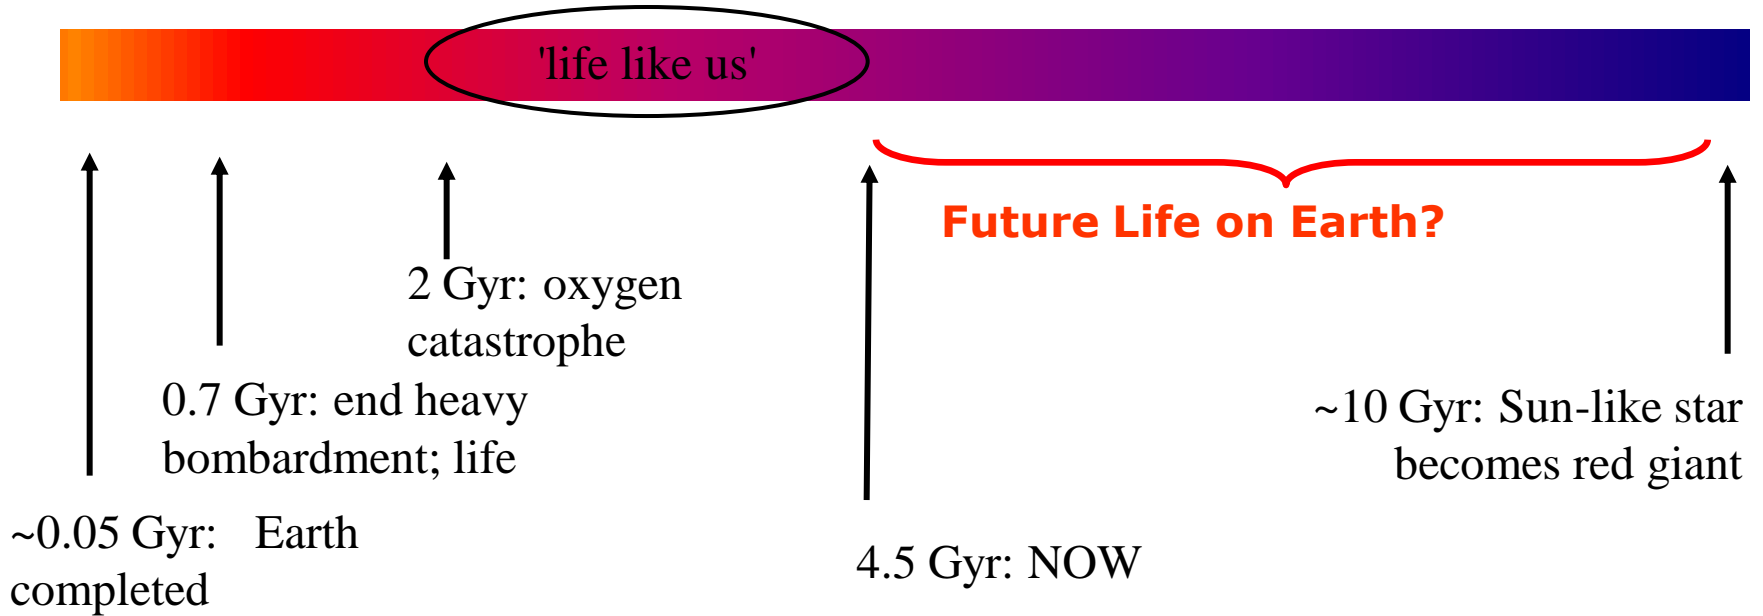 'life like us'
Future Life on Earth?
2 Gyr: oxygen
catastrophe
0.7 Gyr: end heavy
bombardment; life
~10 Gyr: Sun-like star
becomes red giant
~0.05 Gyr: Earth
completed
4.5 Gyr: NOW